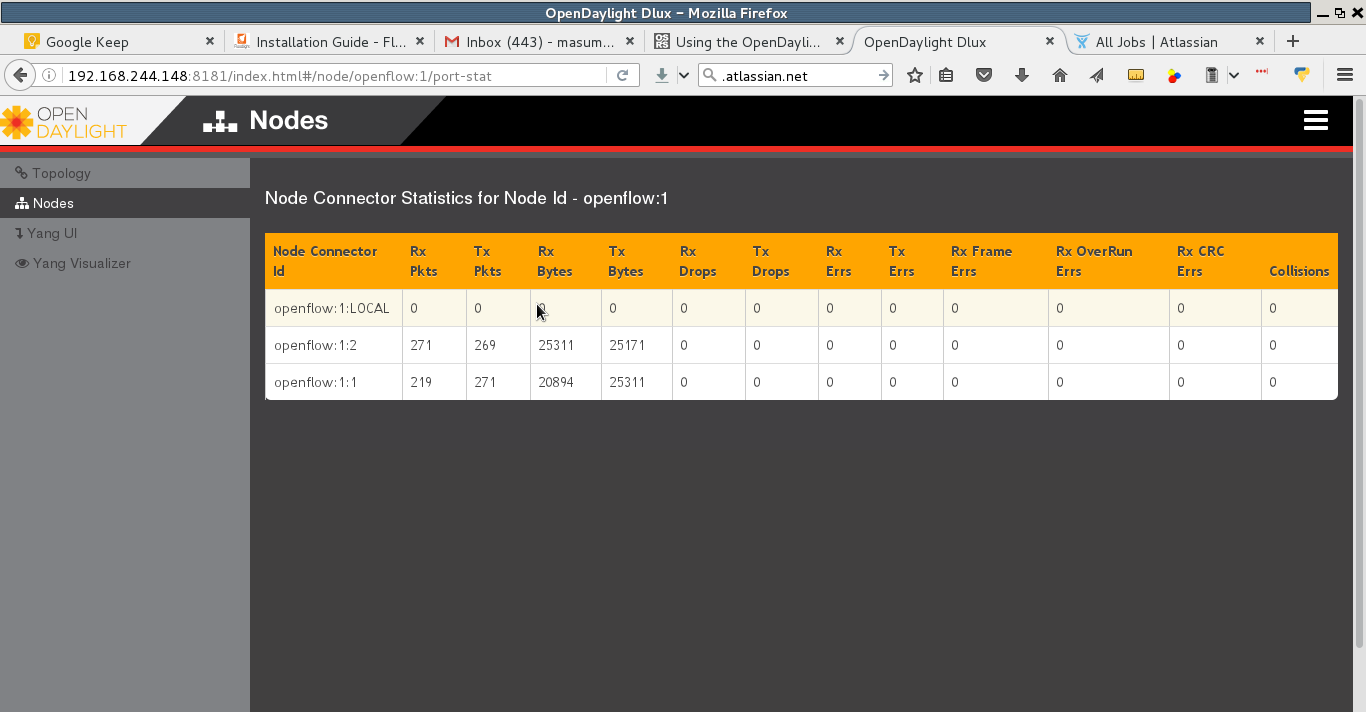 OpenDaylight Dlux - Mozilla Firefox
Google Keep
Installation Guide - Fl...
Inbox (443) - masum...
Using the OpenDayli...
OpenDaylight Dlux
All Jobs | Atlassian
192.168.244.148:8181/index.html#/node/openflow:1/port-stat
.atlassian.net
OPEN
DAYLIGHT
Nodes
Topology
Nodes
Yang UI
Yang Visualizer
Node Connector Statistics for Node Id - openflow:1
Node Connector Id Rx Pkts Tx Pkts Rx Bytes Tx Bytes Rx Drops Tx Drops Rx Errs Tx Errs Rx Frame Errs Rx OverRun Errs Rx CRC Errs Collisions
openflow:1:LOCAL 0 0 0 0 0 0 0 0 0 0 0 0
openflow:1:2 271 269 25311 25171 0 0 0 0 0 0 0 0
openflow:1:1 219 271 20894 25311 0 0 0 0 0 0 0 0